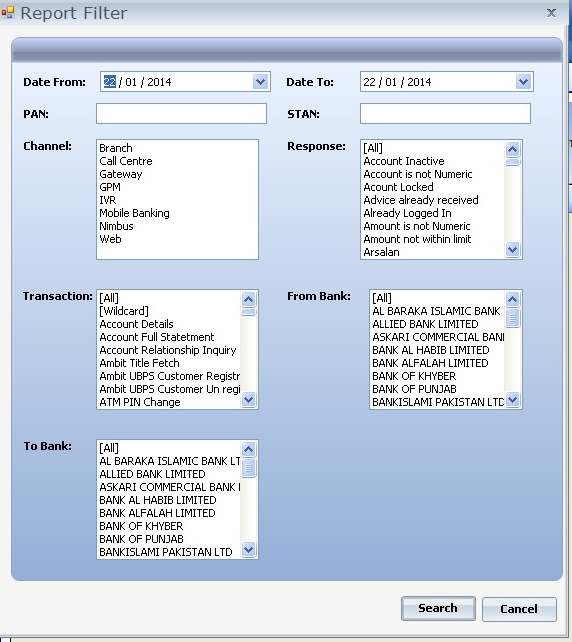 Report Filter
Date From: 22 / 01 / 2014 Date To: 22 / 01 / 2014
PAN: STAN:
Channel:
Branch
Call Centre
Gateway
GPM
IVR
Mobile Banking
Nimbus
Web
Response:
[All]
Account Inactive
Account is not Numeric
Acount Locked
Advice already received
Already Logged In
Amount is not Numeric
Amount not within limit
Arsalan
Transaction:
[All]
[Wildcard]
Account Details
Account Full Statetment
Account Relationship Inquiry
Ambit Title Fetch
Ambit UBPS Customer Registr
Ambit UBPS Customer Un regi
ATM PIN Change
From Bank:
[All]
AL BARAKA ISLAMIC BANK
ALLIED BANK LIMITED
ASKARI COMMERCIAL BANK
BANK AL HABIB LIMITED
BANK ALFALAH LIMITED
BANK OF KHYBER
BANK OF PUNJAB
BANKISLAMI PAKISTAN LTD
To Bank:
[All]
AL BARAKA ISLAMIC BANK LT
ALLIED BANK LIMITED
ASKARI COMMERCIAL BANK
BANK AL HABIB LIMITED
BANK ALFALAH LIMITED
BANK OF KHYBER
BANK OF PUNJAB
BANKISLAMI PAKISTAN LTD
Search Cancel